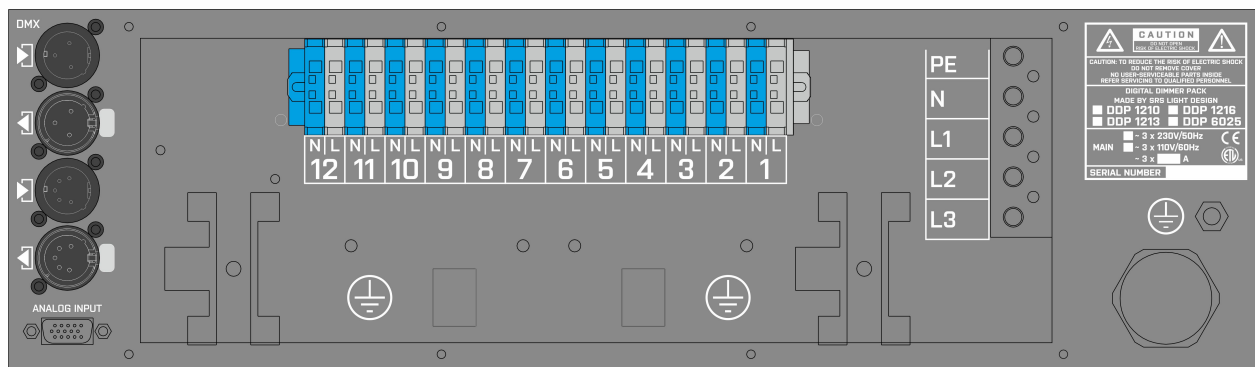 DMX
ANALOG INPUT
N L N L N L N L N L N L N L N L N L N L N L N L
12 11 10 9 8 7 6 5 4 3 2 1
PE
N
L1
L2
L3
CAUTION
DO NOT OPEN
RISK OF ELECTRIC SHOCK
CAUTION: TO REDUCE THE RISK OF ELECTRIC SHOCK
DO NOT REMOVE COVER
NO USER-SERVICEABLE PARTS INSIDE
REFER SERVICING TO QUALIFIED PERSONNEL
DIGITAL DIMMER PACK
MADE BY SRS LIGHT DESIGN
DDP 1210 DDP 1216
DDP 1213 DDP 6025
~ 3 x 230V/50Hz
MAIN ~ 3 x 110V/60Hz
~ 3 x A
CE
ETL
SERIAL NUMBER